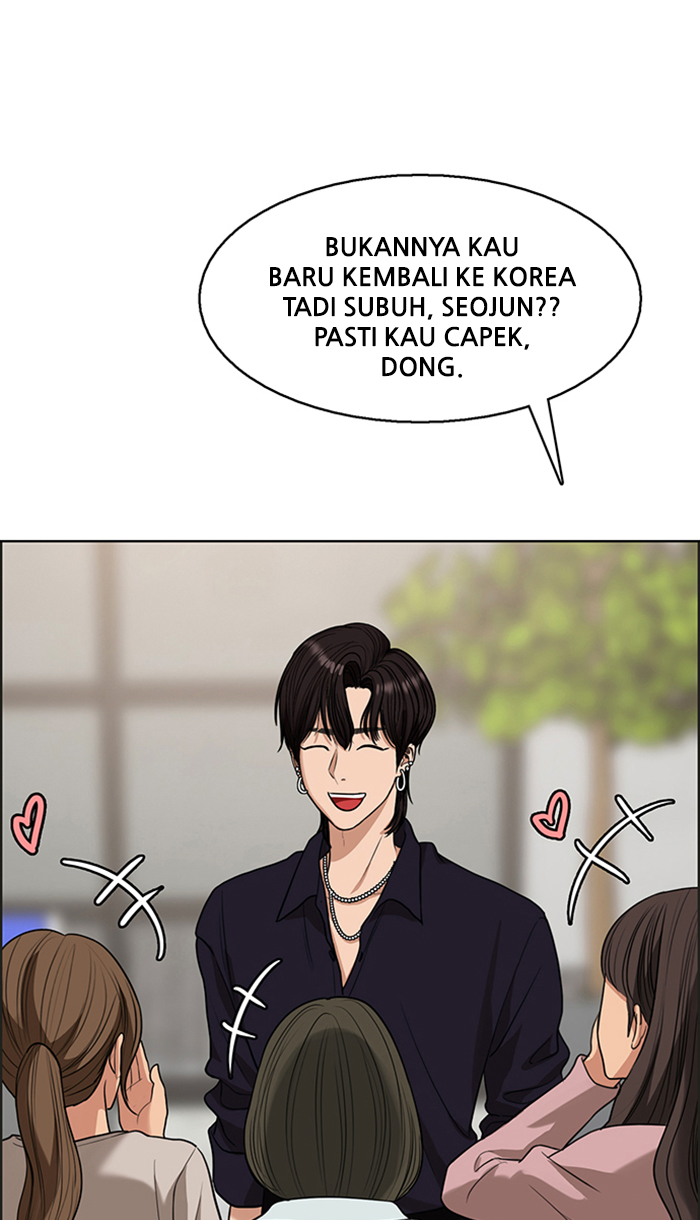 BUKANNYA KAU
BARU KEMBALI KE KOREA
TADI SUBUH, SEOJUN??
PASTI KAU CAPEK,
DONG.